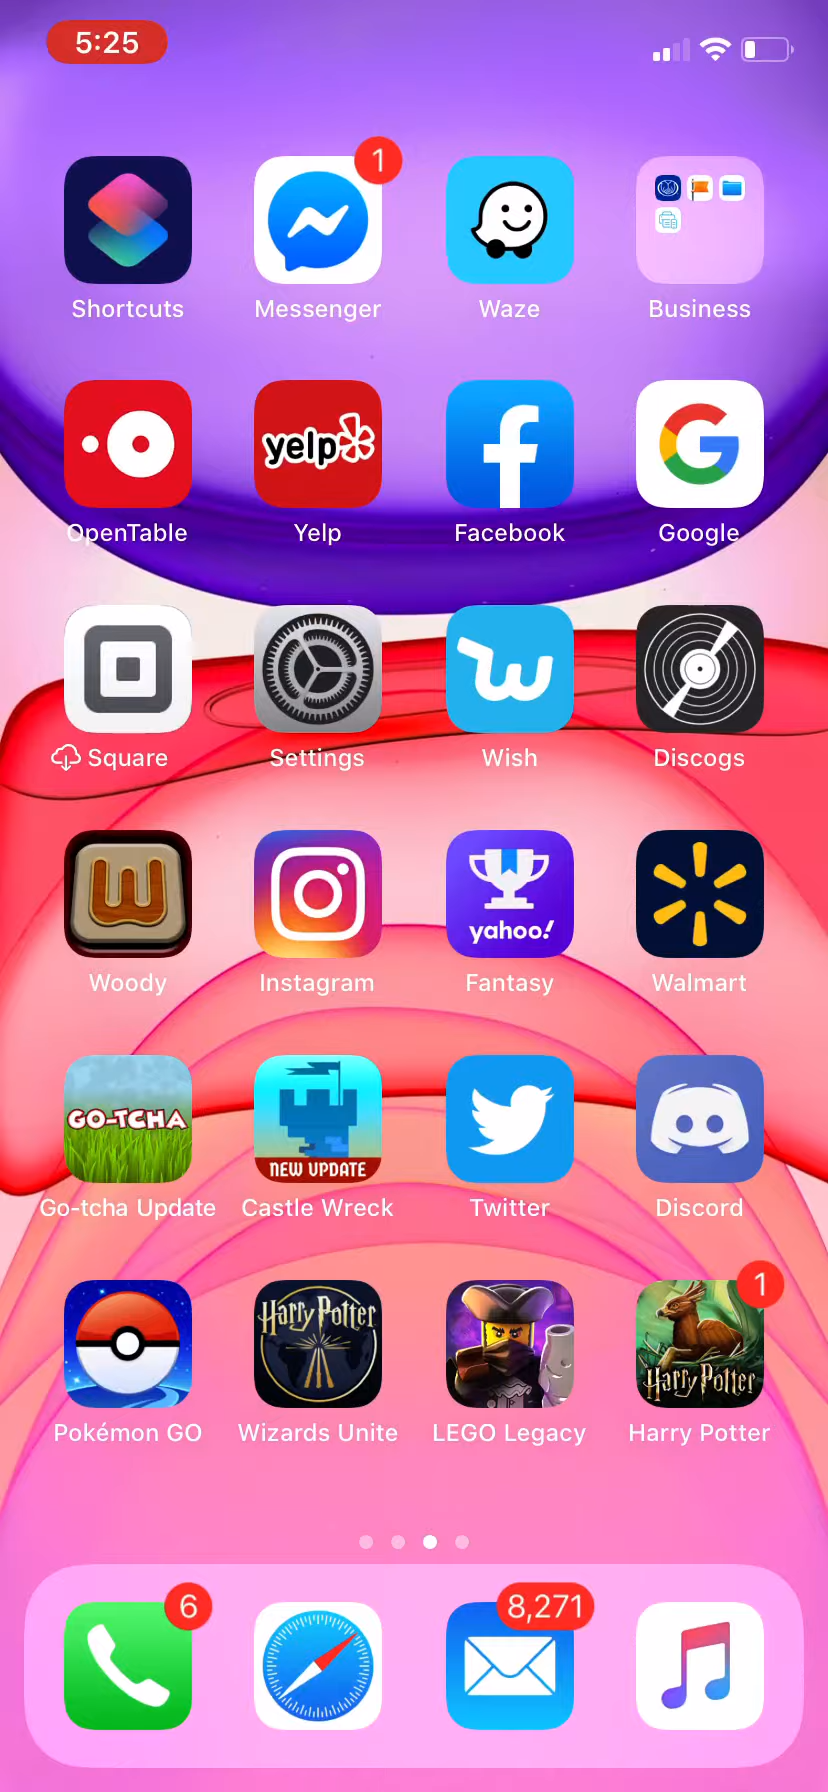 5:25
1
Shortcuts Messenger Waze Business
yelp
OpenTable Yelp Facebook Google
Square Settings Wish Discogs
yahoo!
Woody Instagram Fantasy Walmart
GO-TCHA
NEW UPDATE
Go-tcha Update Castle Wreck Twitter Discord
1
Harry Potter
Harry Potter
Pokémon GO Wizards Unite LEGO Legacy Harry Potter
6 8,271